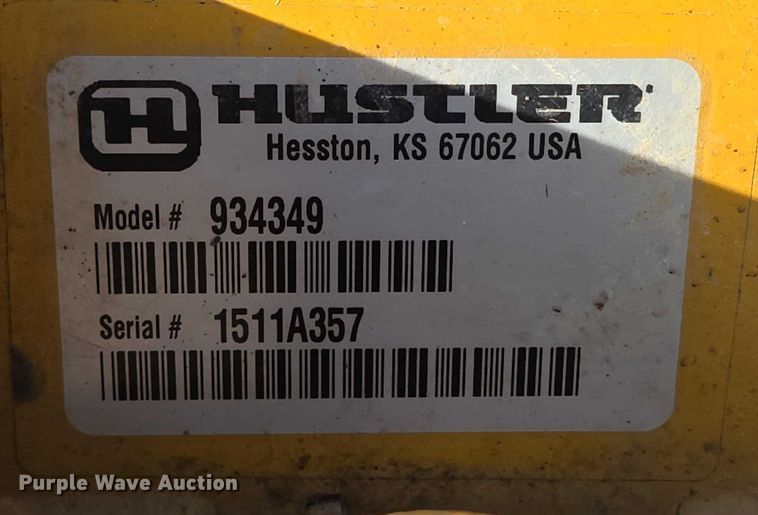 H HUSTLER
Hesston, KS 67062 USA
Model # 934349
Serial # 1511A357
Purple Wave Auction